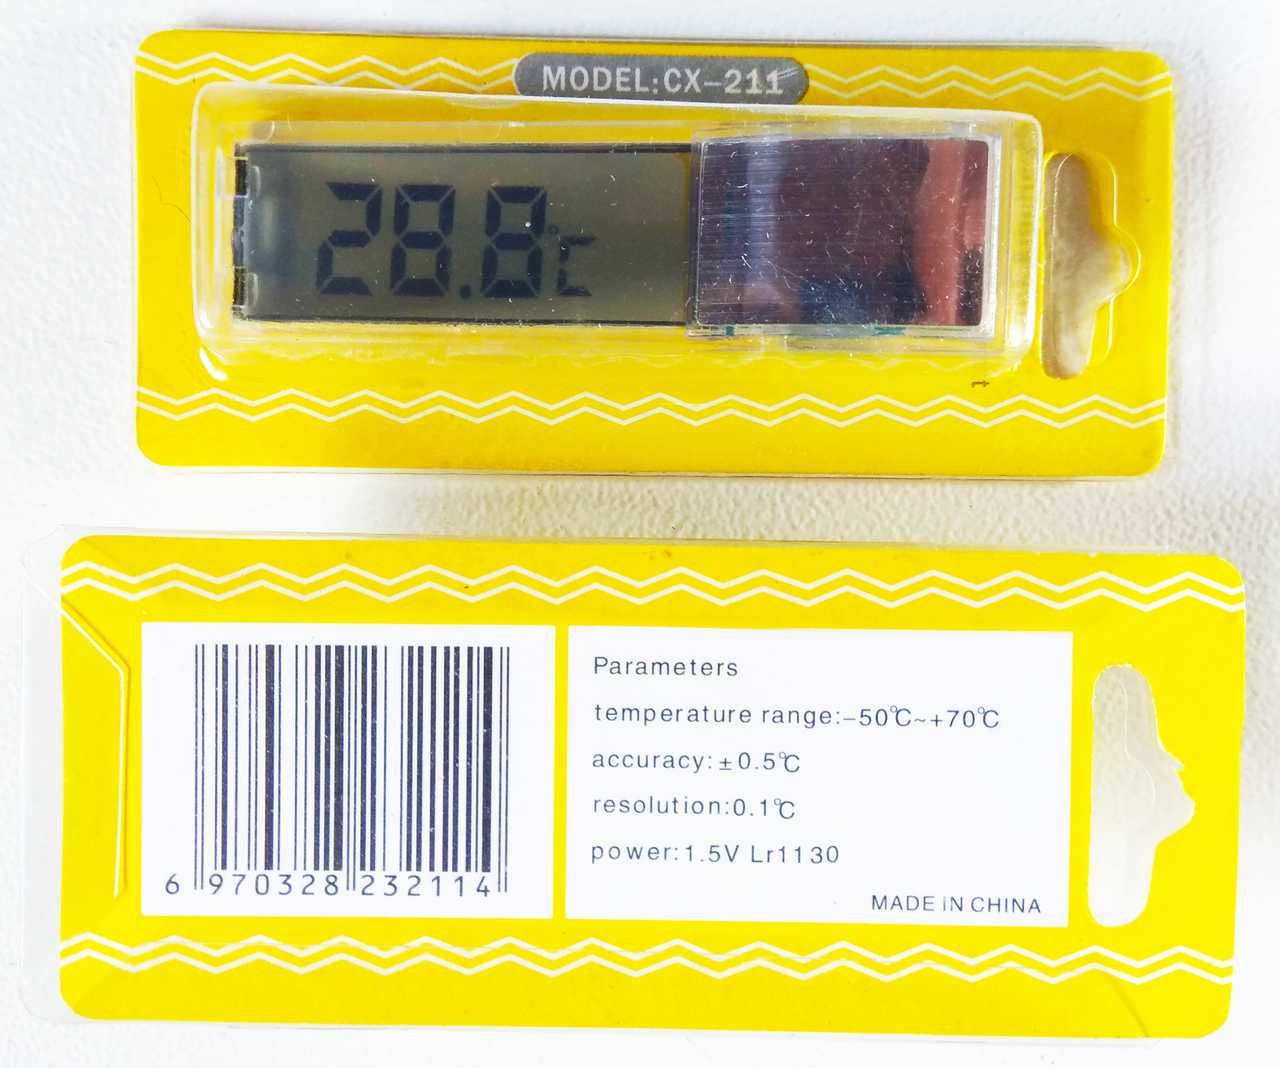 MODEL:CX-211
28.8°C
t
Parameters
temperature range:-50℃~+70℃
accuracy:±0.5℃
resolution:0.1℃
power:1.5V Lr1130
MADE IN CHINA
6 970328 232114